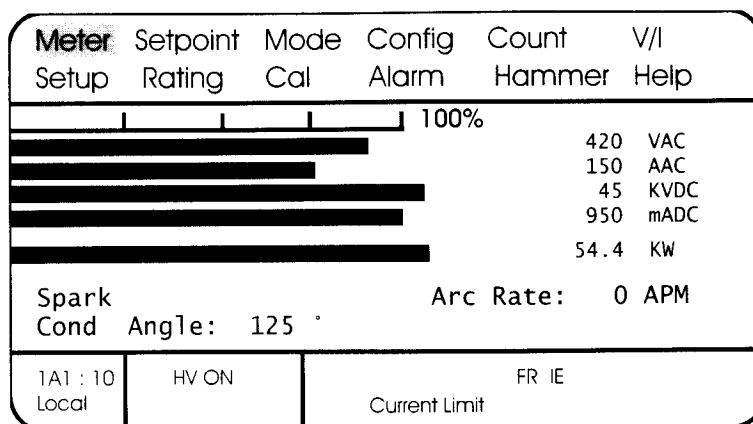 Meter Setpoint Mode Config Count V/I
Setup Rating Cal Alarm Hammer Help
100%
420 VAC
150 AAC
45 KVDC
950 mADC
54.4 KW
Spark Arc Rate: 0 APM
Cond Angle: 125 °
1A1 : 10 HV ON FR IE
Local Current Limit